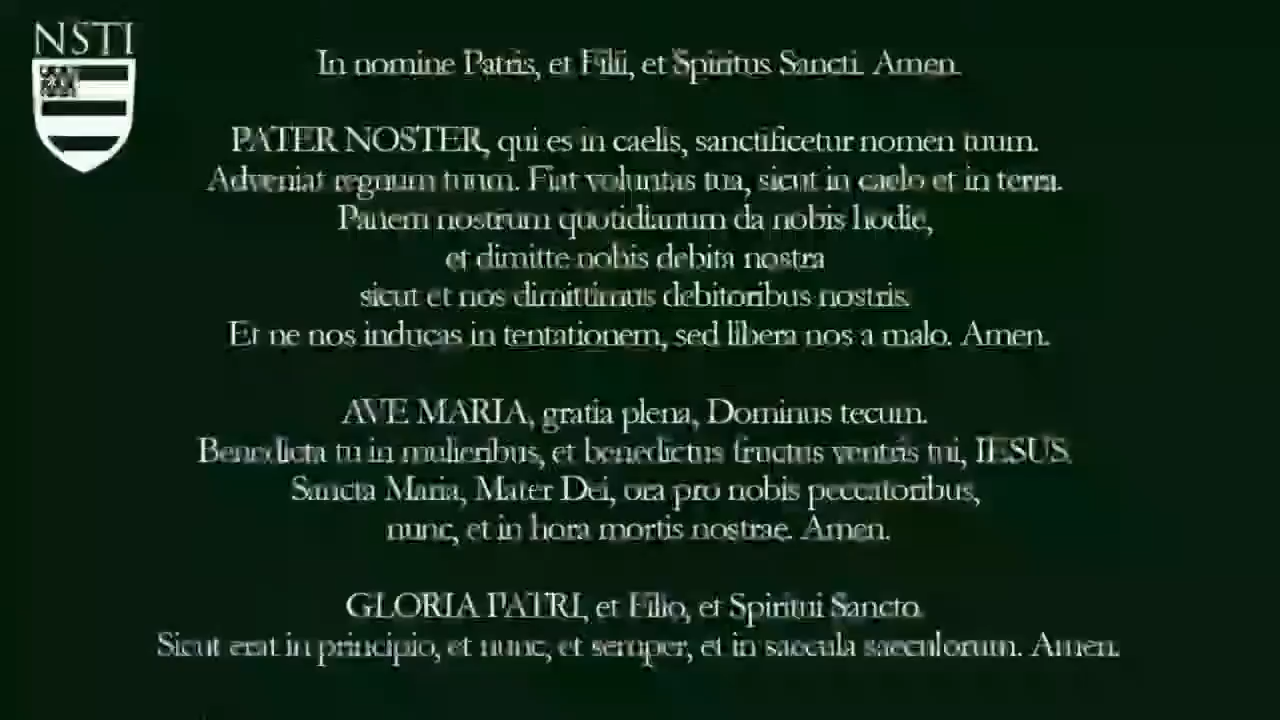 NSTI
In nomine Patris, et Filii, et Spiritus Sancti. Amen.
PATER NOSTER, qui es in caelis, sanctificetur nomen tuum.
Adveniat regnum tuum. Fiat voluntas tua, sicut in caelo et in terra.
Panem nostrum quotidianum da nobis hodie,
et dimitte nobis debita nostra
sicut et nos dimittimus debitoribus nostris.
Et ne nos inducas in tentationem, sed libera nos a malo. Amen.
AVE MARIA, gratia plena, Dominus tecum.
Benedicta tu in mulieribus, et benedictus fructus ventris tui, IESUS.
Sancta Maria, Mater Dei, ora pro nobis peccatoribus,
nunc, et in hora mortis nostrae. Amen.
GLORIA PATRI, et Filio, et Spiritui Sancto.
Sicut erat in principio, et nunc, et semper, et in saecula saeculorum. Amen.